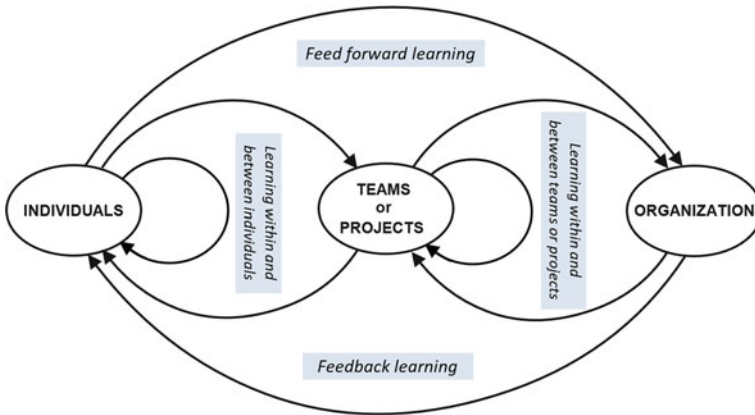 Feed forward learning
Learning within and
between individuals
Learning within and
between teams or projects
INDIVIDUALS
TEAMS
or
PROJECTS
ORGANIZATION
Feedback learning